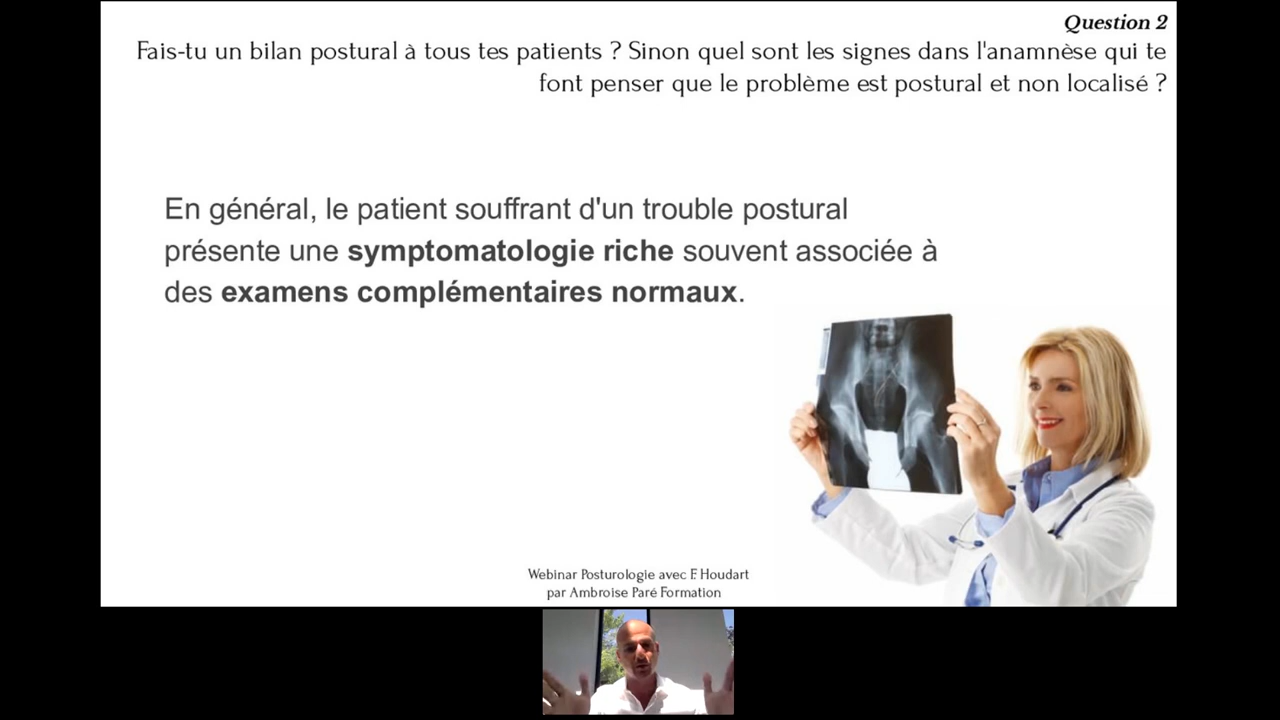 Question 2
Fais-tu un bilan postural à tous tes patients ? Sinon quel sont les signes dans l'anamnèse qui te
font penser que le problème est postural et non localisé ?
En général, le patient souffrant d'un trouble postural
présente une symptomatologie riche souvent associée à
des examens complémentaires normaux.
Webinar Posturologie avec F. Houdart
par Ambroise Paré Formation